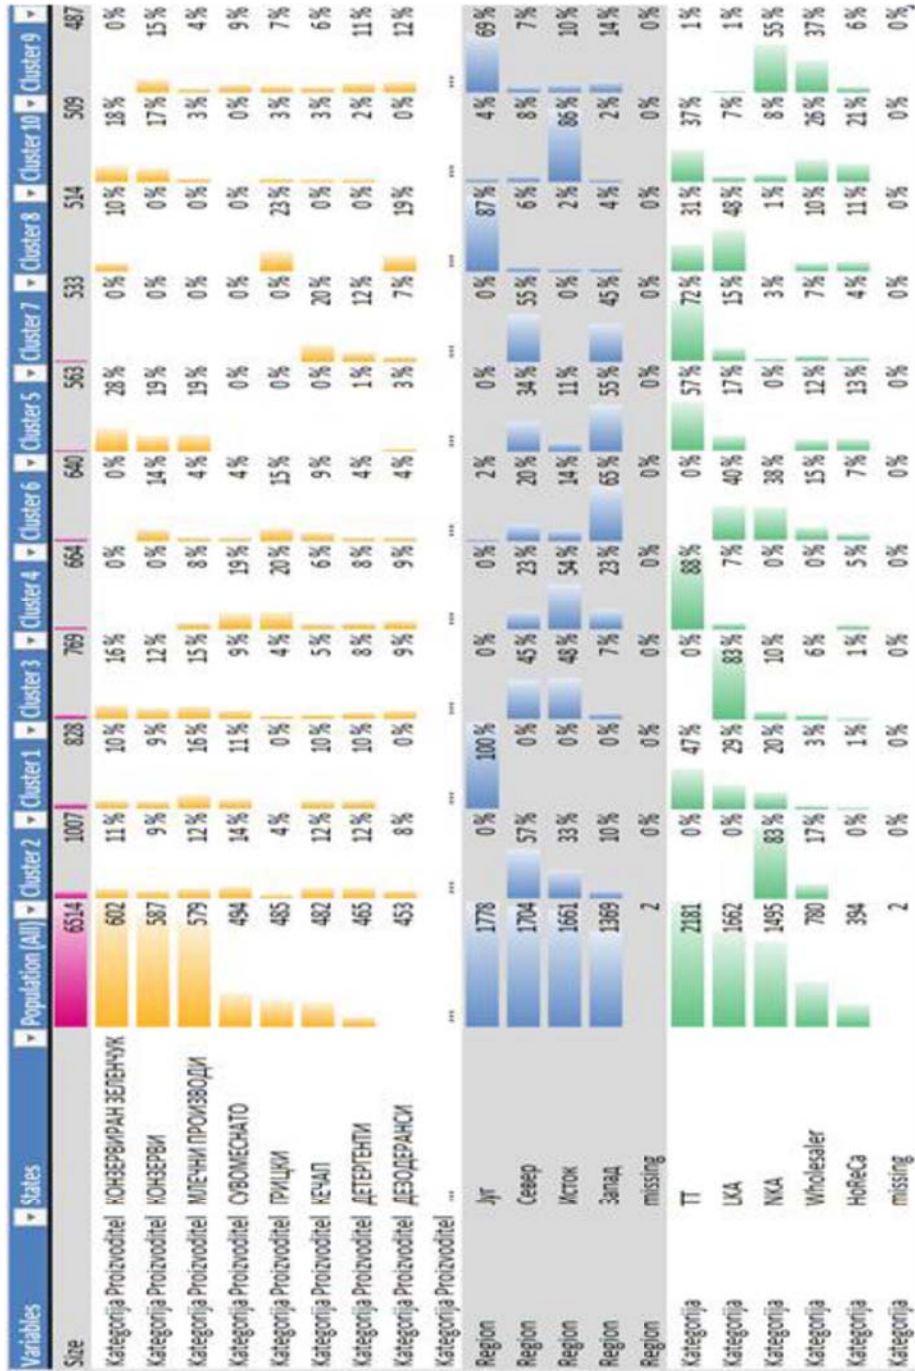 Variables States Population (All) Cluster 2 Cluster 1 Cluster 3 Cluster 4 Cluster 6 Cluster 5 Cluster 7 Cluster 8 Cluster 10 Cluster 9
Size 6514 1007 828 769 664 640 563 533 514 509 487
Kategorija Proizvoditel КОНЗЕРВИРАН ЗЕЛЕНЧУК 602 11% 10% 16% 0% 0% 28% 0% 10% 18% 0%
Kategorija Proizvoditel КОНЗЕРВИ 587 9% 9% 12% 0% 14% 19% 0% 0% 17% 15%
Kategorija Proizvoditel МЛЕЧНИ ПРОИЗВОДИ 579 12% 16% 15% 8% 4% 19% 0% 0% 3% 4%
Kategorija Proizvoditel СУВОМЕСНАТО 494 14% 11% 9% 19% 4% 0% 0% 0% 0% 9%
Kategorija Proizvoditel ГРИЦКИ 485 4% 0% 4% 20% 15% 0% 0% 23% 3% 7%
Kategorija Proizvoditel КЕЧАП 482 12% 10% 5% 6% 9% 0% 20% 0% 3% 6%
Kategorija Proizvoditel ДЕТЕРГЕНТИ 465 12% 10% 8% 8% 4% 1% 12% 0% 2% 11%
Kategorija Proizvoditel ДЕЗОДЕРАНСИ 453 8% 0% 9% 9% 4% 3% 7% 19% 0% 12%
Kategorija Proizvoditel ... ... ... ... ... ... ... ... ... ... ... ...
Region Југ 1778 0% 100% 0% 0% 2% 0% 0% 87% 4% 69%
Region Север 1704 57% 0% 45% 23% 20% 34% 55% 6% 8% 7%
Region Исток 1661 33% 0% 48% 54% 14% 11% 0% 2% 86% 10%
Region Запад 1369 10% 0% 7% 23% 65% 55% 45% 4% 2% 14%
Region missing 2 0% 0% 0% 0% 0% 0% 0% 0% 0% 0%
Kategorija TT 2181 0% 47% 0% 88% 0% 57% 72% 31% 37% 1%
Kategorija LKA 1662 0% 29% 83% 7% 40% 17% 15% 48% 7% 1%
Kategorija NKA 1495 83% 20% 10% 0% 38% 0% 3% 1% 8% 55%
Kategorija Wholesaler 780 17% 3% 6% 0% 15% 12% 7% 10% 26% 37%
Kategorija HoReCa 394 0% 1% 1% 5% 7% 13% 4% 11% 21% 6%
Kategorija missing 2 0% 0% 0% 0% 0% 0% 0% 0% 0% 0%